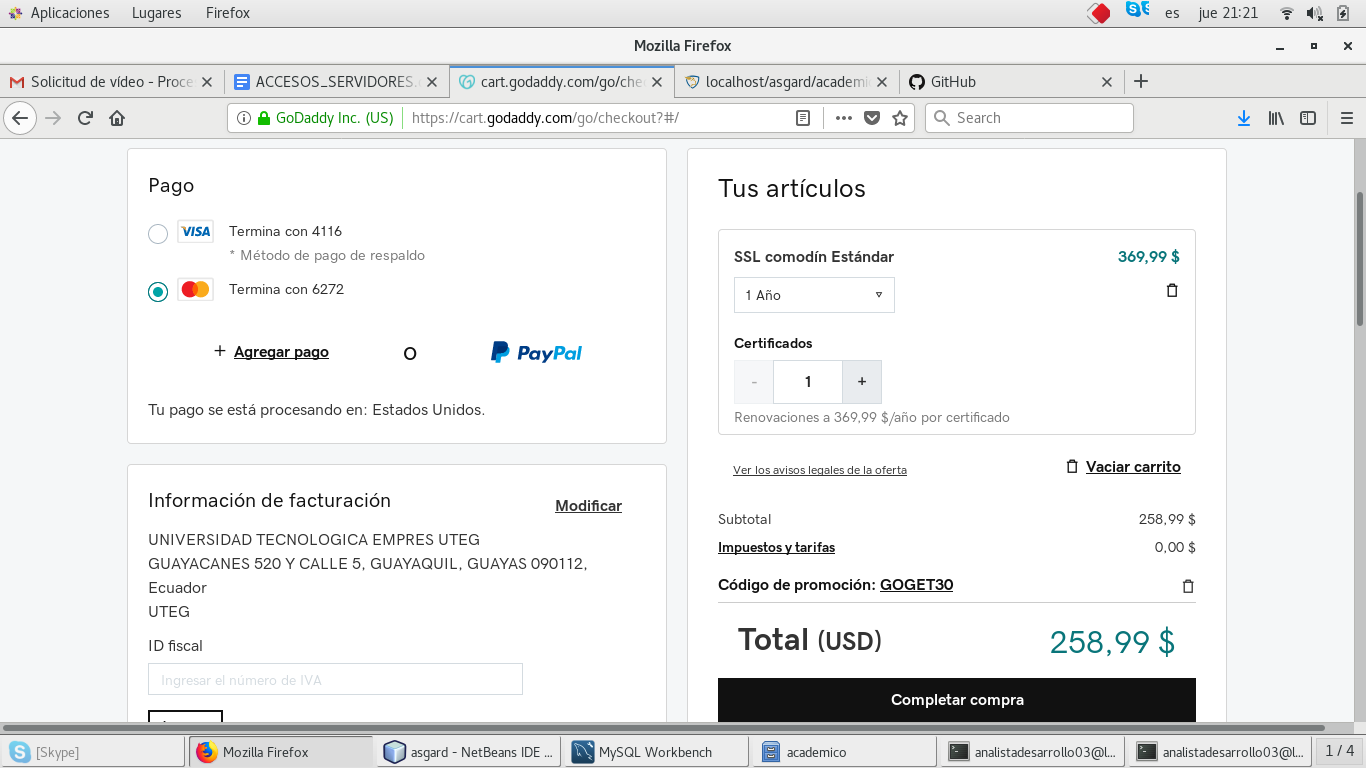 Aplicaciones Lugares Firefox es jue 21:21
Mozilla Firefox
Solicitud de vídeo - Proce ACCESOS_SERVIDORES. cart.godaddy.com/go/che localhost/asgard/academi GitHub
GoDaddy Inc. (US) https://cart.godaddy.com/go/checkout?#/ Search
Pago
VISA Termina con 4116
* Método de pago de respaldo
Termina con 6272
+ Agregar pago O PayPal
Tu pago se está procesando en: Estados Unidos.
Información de facturación
Modificar
UNIVERSIDAD TECNOLOGICA EMPRES UTEG
GUAYACANES 520 Y CALLE 5, GUAYAQUIL, GUAYAS 090112,
Ecuador
UTEG
ID fiscal
Ingresar el número de IVA
Tus artículos
SSL comodín Estándar 369,99 $
1 Año
Certificados
- 1 +
Renovaciones a 369,99 $/año por certificado
Ver los avisos legales de la oferta Vaciar carrito
Subtotal 258,99 $
Impuestos y tarifas 0,00 $
Código de promoción: GOGET30
Total (USD) 258,99 $
Completar compra
[Skype] Mozilla Firefox asgard - NetBeans IDE ... MySQL Workbench academico analistadesarrollo03@l... analistadesarrollo03@l... 1 / 4